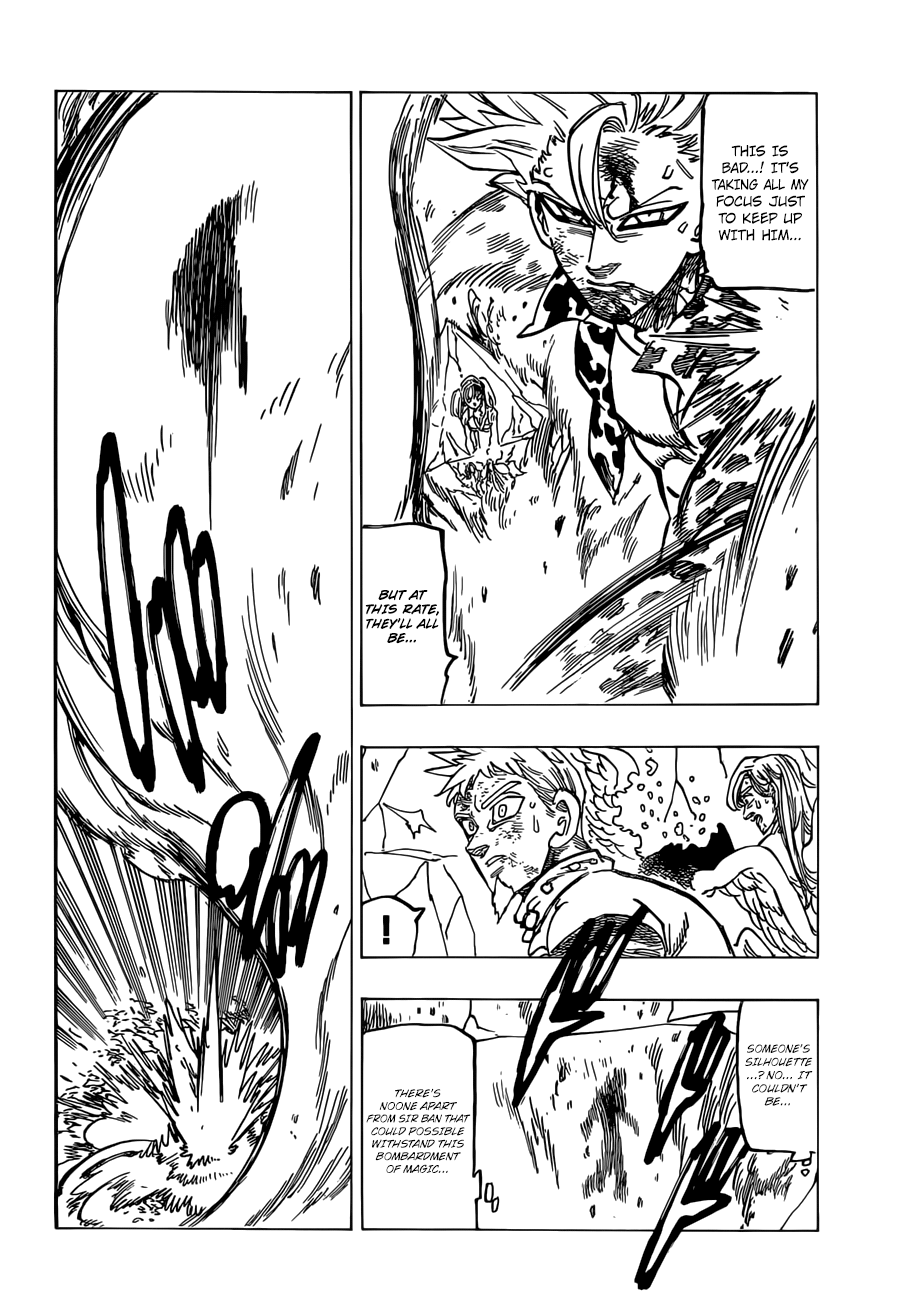 THIS IS
BAD...! IT'S
TAKING ALL MY
FOCUS JUST
TO KEEP UP
WITH HIM...
BUT AT
THIS RATE,
THEY'LL ALL
BE...
!
SOMEONE'S
SILHOUETTE
...? NO... IT
COULDN'T
BE...
THERE'S
NOONE APART
FROM SIR BAN THAT
COULD POSSIBLE
WITHSTAND THIS
BOMBARDMENT
OF MAGIC...